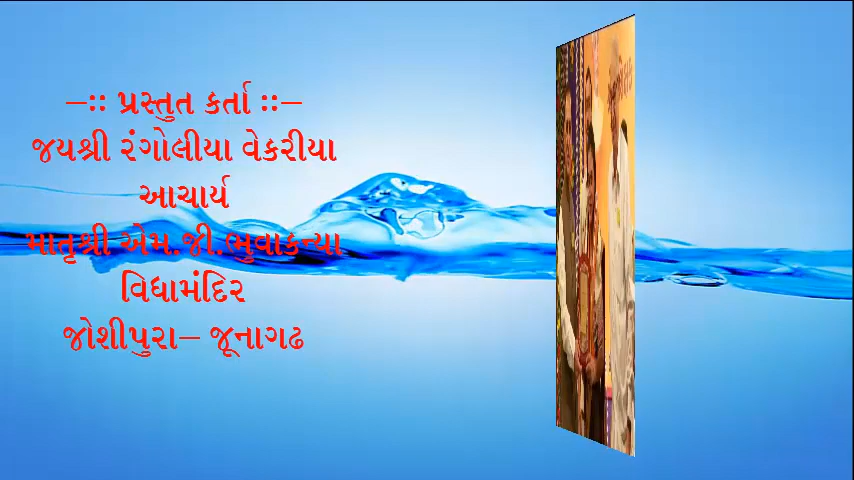 –:: પ્રસ્તુત કર્તા ::–
જયશ્રી રંગોલીયા વેકરીયા
આચાર્ય
માતૃશ્રી એમ.જી.ભુવાકન્યા
વિધામંદિર
જોશીપુરા– જૂનાગઢ